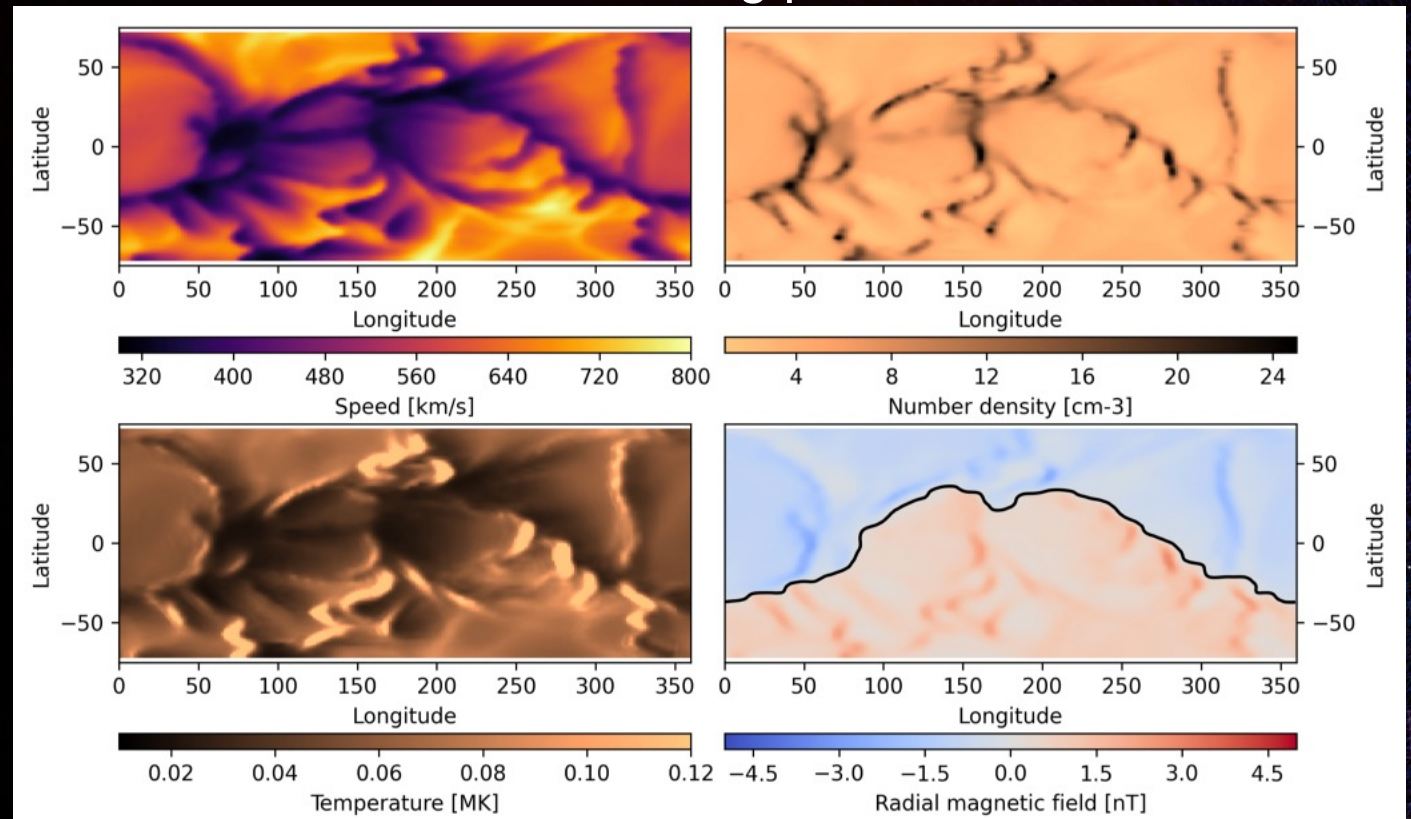 50
0
−50
Latitude
0 50 100 150 200 250 300 350
Longitude
320 400 480 560 640 720 800
Speed [km/s]
50
0
−50
Latitude
0 50 100 150 200 250 300 350
Longitude
4 8 12 16 20 24
Number density [cm-3]
50
0
−50
Latitude
0 50 100 150 200 250 300 350
Longitude
0.02 0.04 0.06 0.08 0.10 0.12
Temperature [MK]
50
0
−50
Latitude
0 50 100 150 200 250 300 350
Longitude
−4.5 −3.0 −1.5 0.0 1.5 3.0 4.5
Radial magnetic field [nT]